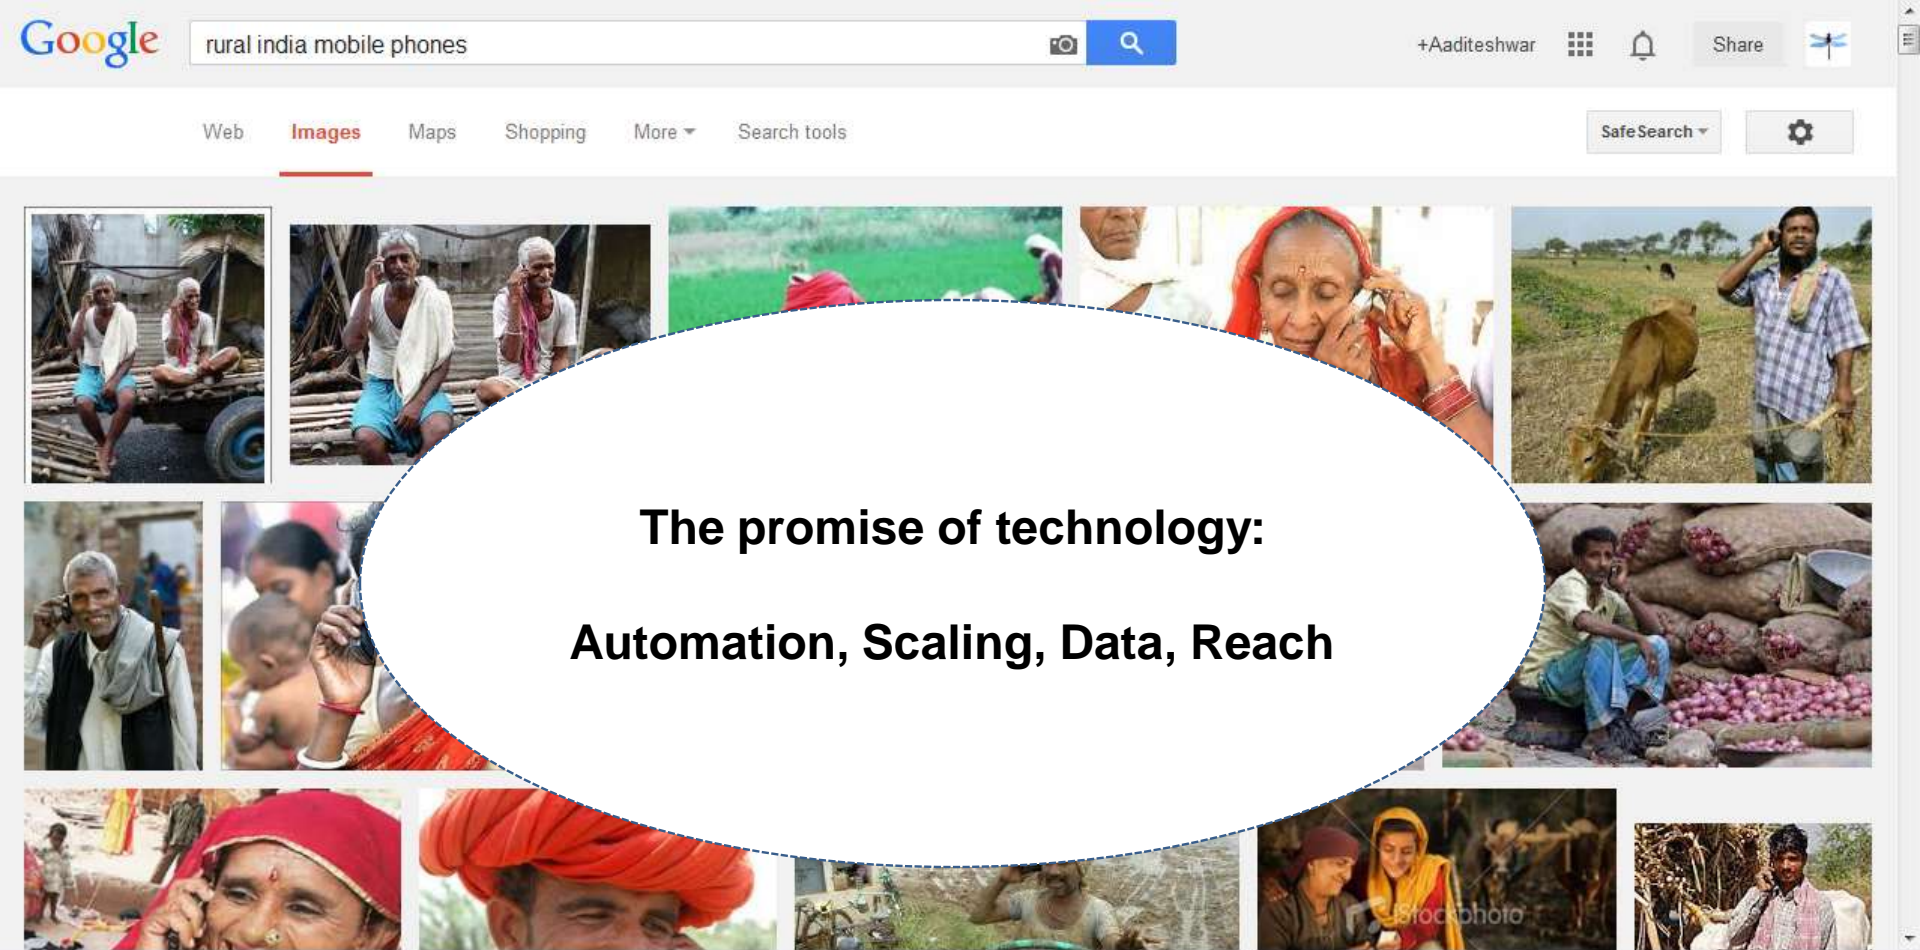 Google
rural india mobile phones
+Aaditeshwar
Share
Web Images Maps Shopping More Search tools
SafeSearch
The promise of technology:
Automation, Scaling, Data, Reach
iStockphoto